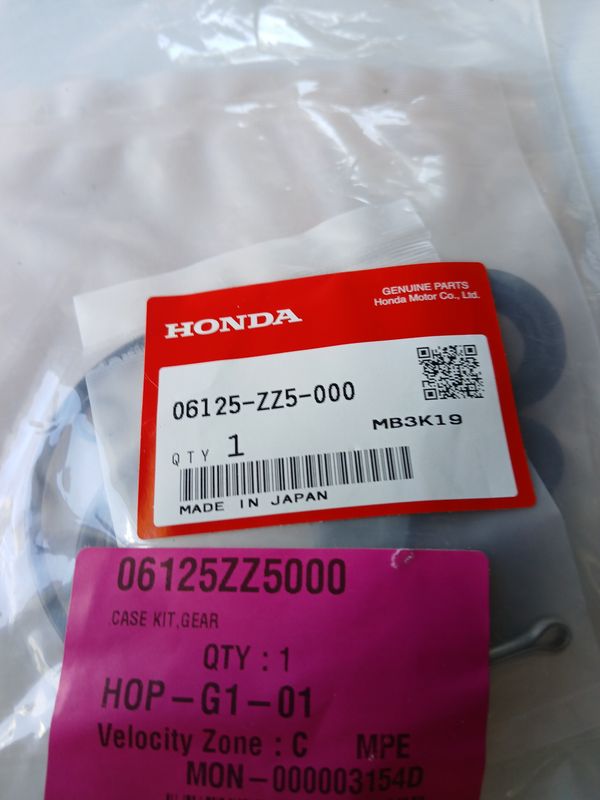 HONDA
GENUINE PARTS
Honda Motor Co., Ltd.
06125-ZZ5-000
MB3K19
QTY 1
MADE IN JAPAN
06125ZZ5000
CASE KIT,GEAR
QTY : 1
HOP-G1-01
Velocity Zone : C MPE
MON-000003154D